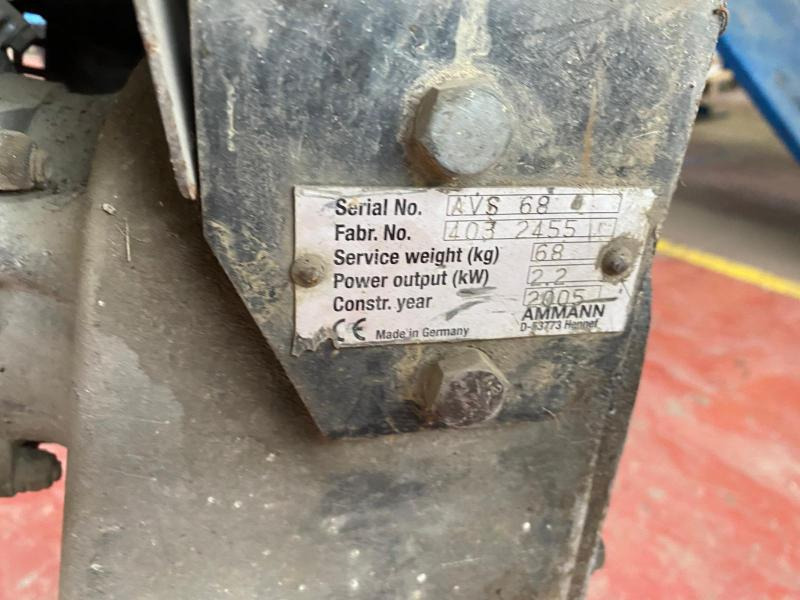 Serial No. AVS 68
Fabr. No. 403 2455
Service weight (kg) 68
Power output (kW) 2.2
Constr. year 2005
AMMANN
CE Made in Germany D-53773 Hennef